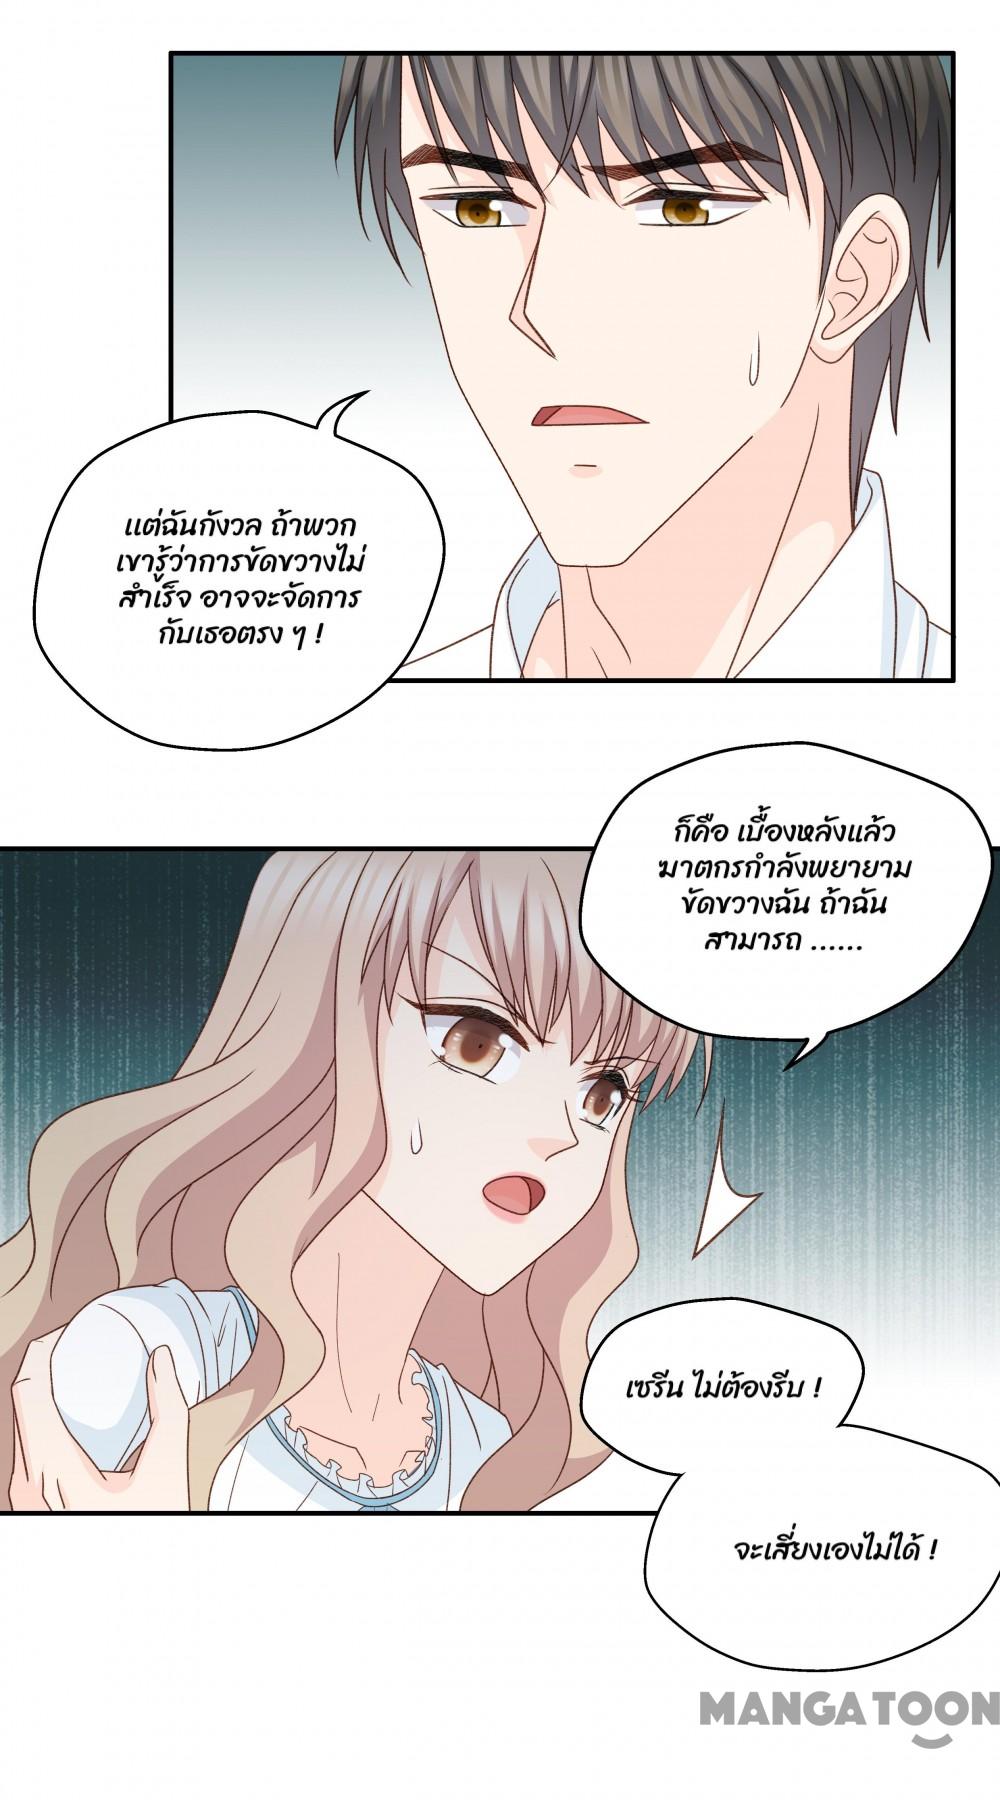 แต่ฉันกังวล ถ้าพวก
เขารู้ว่าการขัดขวางไม่
สำเร็จ อาจจะจัดการ
กับเธอตรง ๆ !
ก็คือ เบื้องหลังแล้ว
ฆาตกรกำลังพยายาม
ขัดขวางฉัน ถ้าฉัน
สามารถ ......
เซรีน ไม่ต้องรีบ !
จะเสี่ยงเองไม่ได้ !
MANGATOON